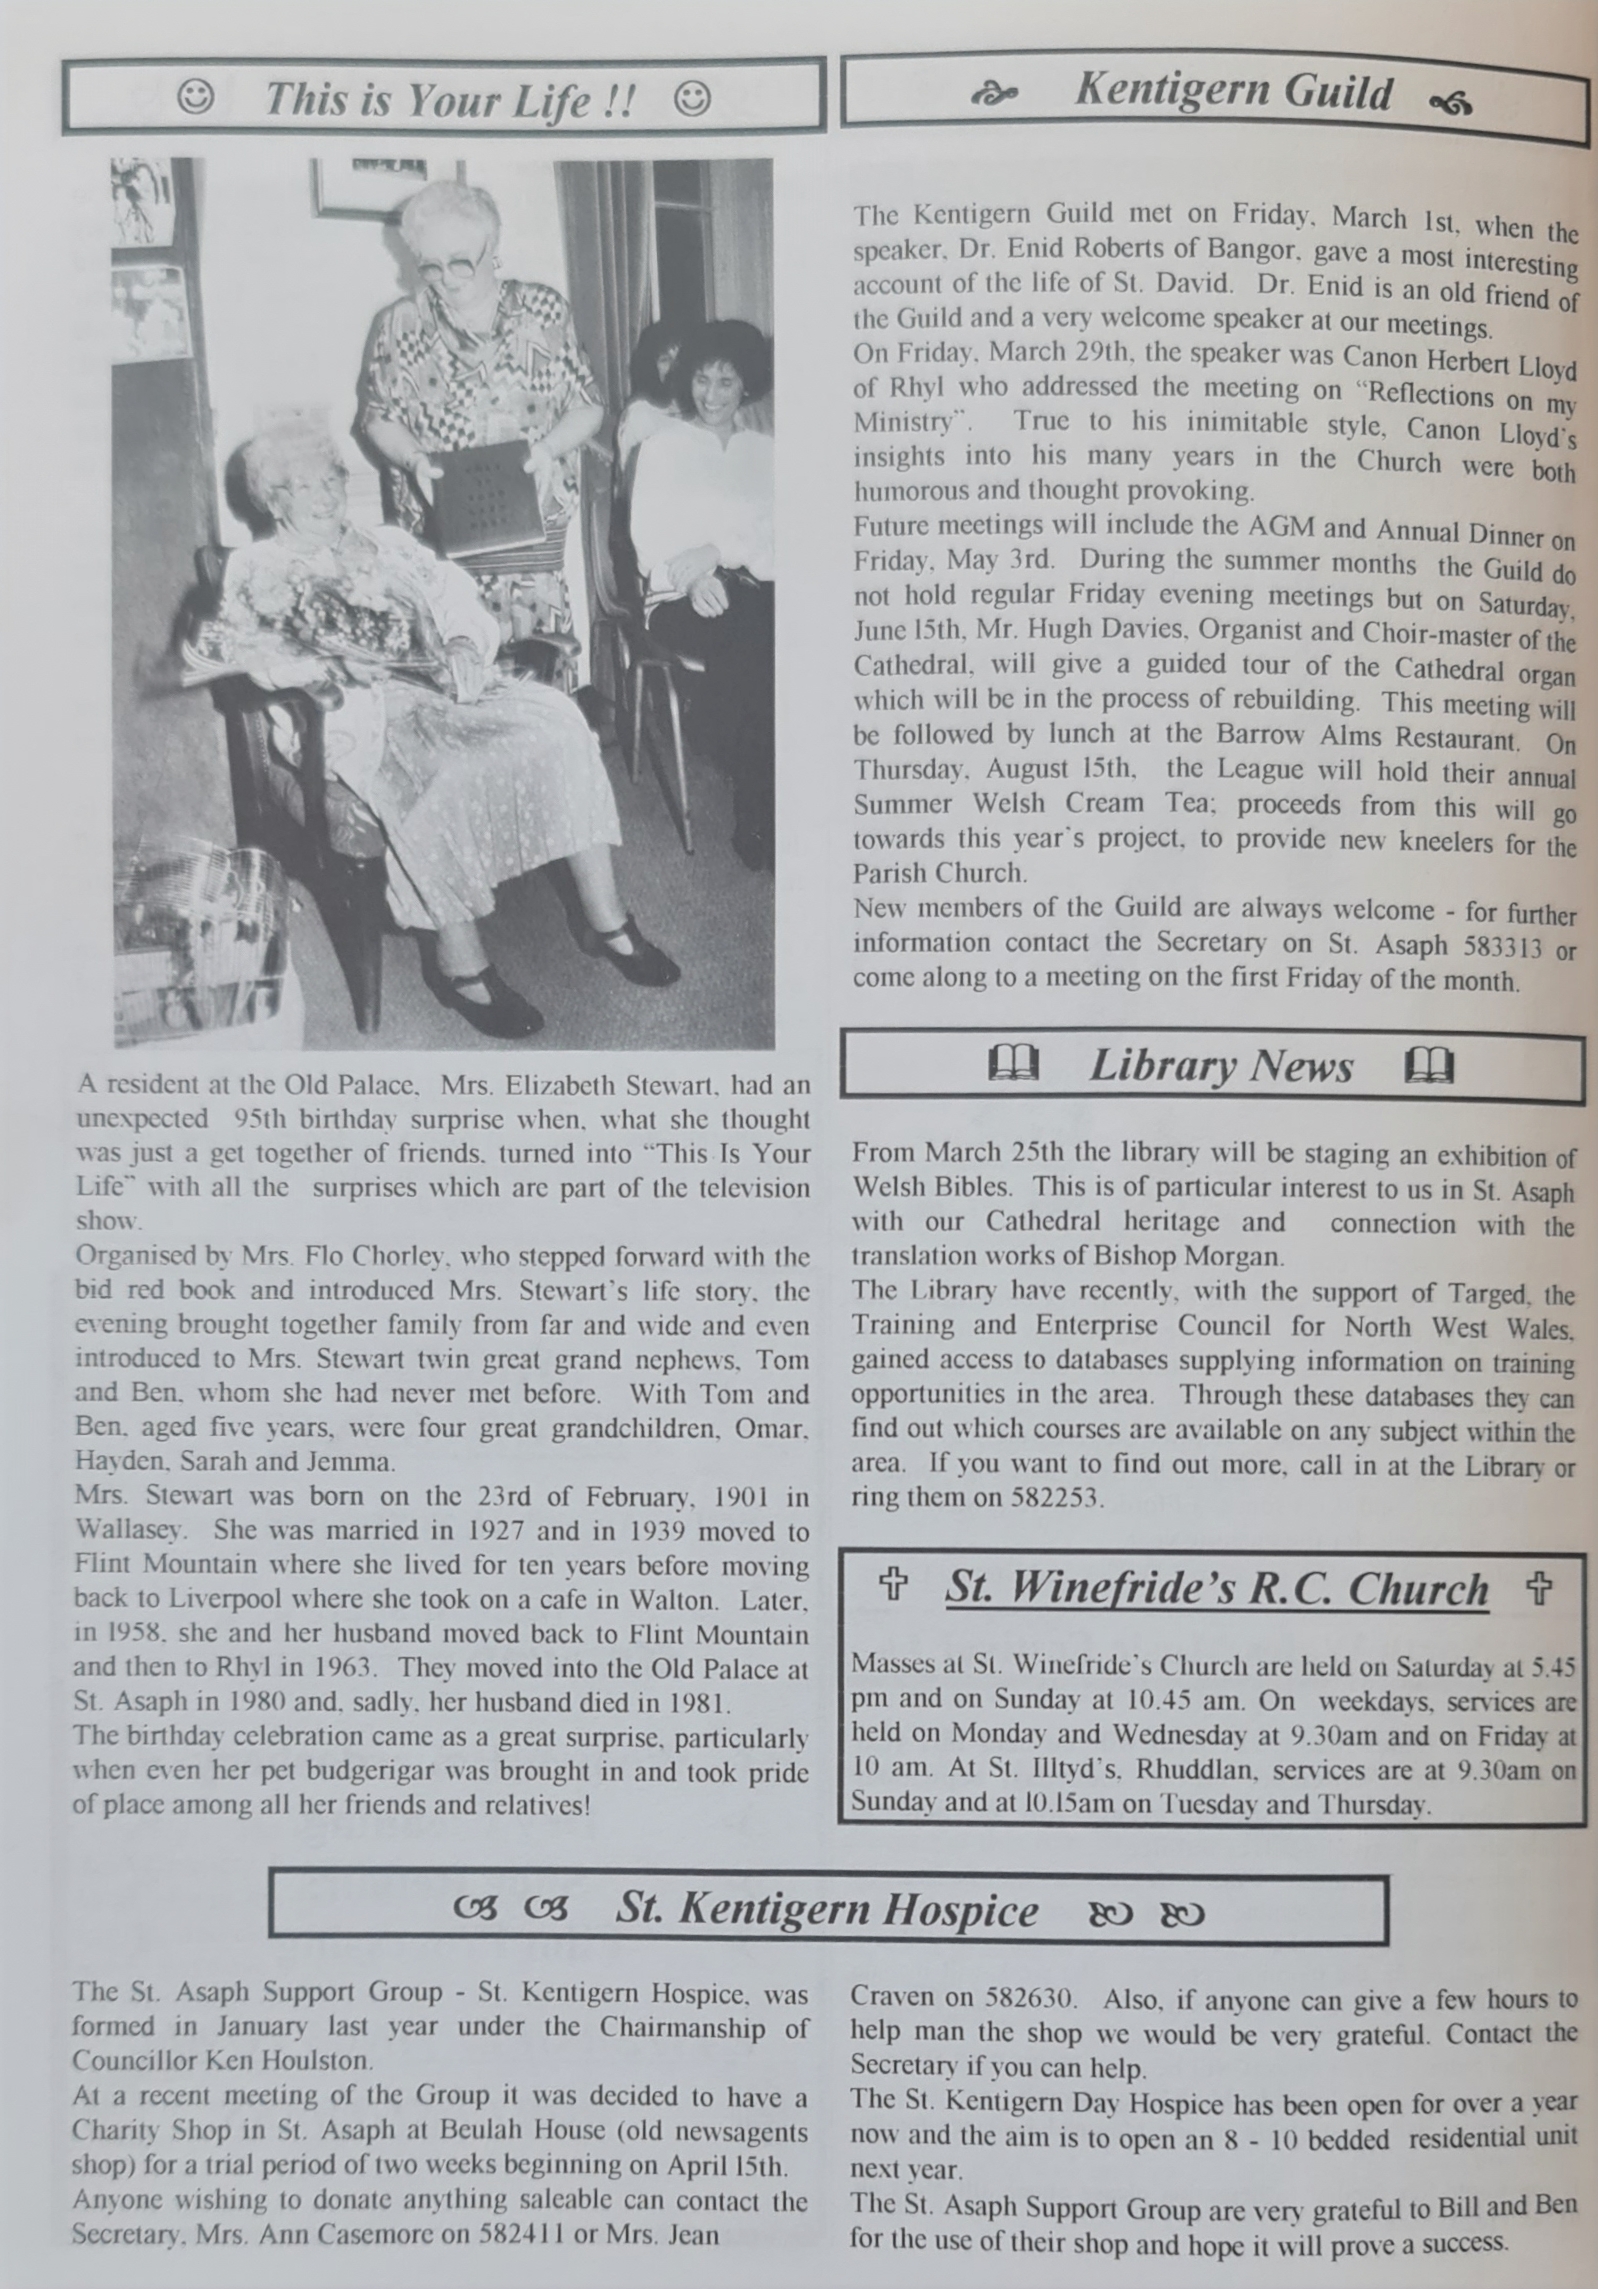 This is Your Life !!
A resident at the Old Palace, Mrs. Elizabeth Stewart, had an
unexpected 95th birthday surprise when, what she thought
was just a get together of friends, turned into “This Is Your
Life” with all the surprises which are part of the television
show.
Organised by Mrs. Flo Chorley, who stepped forward with the
bid red book and introduced Mrs. Stewart's life story, the
evening brought together family from far and wide and even
introduced to Mrs. Stewart twin great grand nephews, Tom
and Ben, whom she had never met before. With Tom and
Ben, aged five years, were four great grandchildren, Omar,
Hayden, Sarah and Jemma.
Mrs. Stewart was born on the 23rd of February, 1901 in
Wallasey. She was married in 1927 and in 1939 moved to
Flint Mountain where she lived for ten years before moving
back to Liverpool where she took on a cafe in Walton. Later,
in 1958, she and her husband moved back to Flint Mountain
and then to Rhyl in 1963. They moved into the Old Palace at
St. Asaph in 1980 and, sadly, her husband died in 1981.
The birthday celebration came as a great surprise, particularly
when even her pet budgerigar was brought in and took pride
of place among all her friends and relatives!
Kentigern Guild
The Kentigern Guild met on Friday, March 1st, when the
speaker, Dr. Enid Roberts of Bangor, gave a most interesting
account of the life of St. David. Dr. Enid is an old friend of
the Guild and a very welcome speaker at our meetings.
On Friday, March 29th, the speaker was Canon Herbert Lloyd
of Rhyl who addressed the meeting on “Reflections on my
Ministry”. True to his inimitable style, Canon Lloyd's
insights into his many years in the Church were both
humorous and thought provoking.
Future meetings will include the AGM and Annual Dinner on
Friday, May 3rd. During the summer months the Guild do
not hold regular Friday evening meetings but on Saturday,
June 15th, Mr. Hugh Davies, Organist and Choir-master of the
Cathedral, will give a guided tour of the Cathedral organ
which will be in the process of rebuilding. This meeting will
be followed by lunch at the Barrow Alms Restaurant. On
Thursday, August 15th, the League will hold their annual
Summer Welsh Cream Tea; proceeds from this will go
towards this year's project, to provide new kneelers for the
Parish Church.
New members of the Guild are always welcome - for further
information contact the Secretary on St. Asaph 583313 or
come along to a meeting on the first Friday of the month.
Library News
From March 25th the library will be staging an exhibition of
Welsh Bibles. This is of particular interest to us in St. Asaph
with our Cathedral heritage and connection with the
translation works of Bishop Morgan.
The Library have recently, with the support of Targed, the
Training and Enterprise Council for North West Wales,
gained access to databases supplying information on training
opportunities in the area. Through these databases they can
find out which courses are available on any subject within the
area. If you want to find out more, call in at the Library or
ring them on 582253.
St. Winefride's R.C. Church
Masses at St. Winefride's Church are held on Saturday at 5.45
pm and on Sunday at 10.45 am. On weekdays, services are
held on Monday and Wednesday at 9.30am and on Friday at
10 am. At St. Illtyd's, Rhuddlan, services are at 9.30am on
Sunday and at 10.15am on Tuesday and Thursday.
St. Kentigern Hospice
The St. Asaph Support Group - St. Kentigern Hospice, was
formed in January last year under the Chairmanship of
Councillor Ken Houlston.
At a recent meeting of the Group it was decided to have a
Charity Shop in St. Asaph at Beulah House (old newsagents
shop) for a trial period of two weeks beginning on April 15th.
Anyone wishing to donate anything saleable can contact the
Secretary, Mrs. Ann Casemore on 582411 or Mrs. Jean
Craven on 582630. Also, if anyone can give a few hours to
help man the shop we would be very grateful. Contact the
Secretary if you can help.
The St. Kentigern Day Hospice has been open for over a year
now and the aim is to open an 8 - 10 bedded residential unit
next year.
The St. Asaph Support Group are very grateful to Bill and Ben
for the use of their shop and hope it will prove a success.